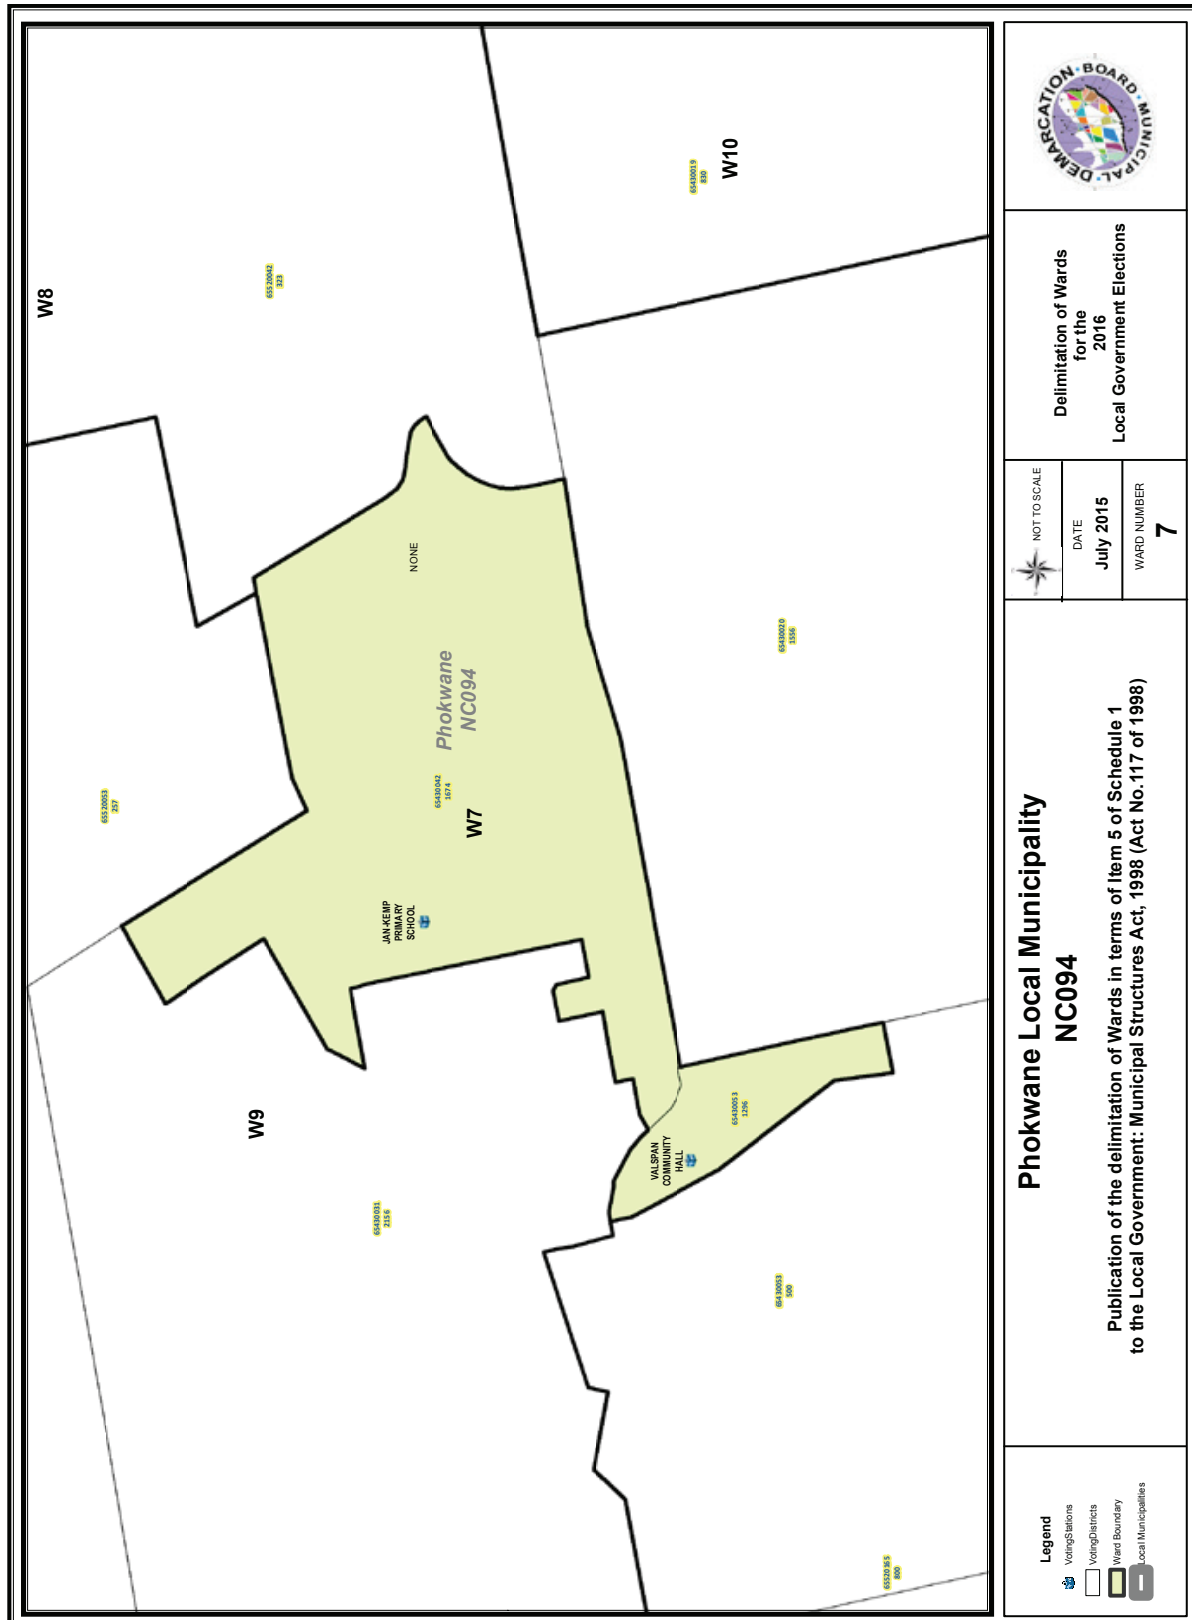 W8
65520042
323
65430019
830
W10
65520053
257
NONE
Phokwane
NC094
65430042
1674
W7
JAN-KEMP
PRIMARY
SCHOOL
65430020
1556
W9
65430031
2156
65430053
1296
VALSPAN
COMMUNITY
HALL
65430053
500
65520365
800
Legend
VotingStations
VotingDistricts
Ward Boundary
Local Municipalities
Phokwane Local Municipality
NC094
Publication of the delimitation of Wards in terms of Item 5 of Schedule 1
to the Local Government: Municipal Structures Act, 1998 (Act No.117 of 1998)
NOT TO SCALE
DATE
July 2015
WARD NUMBER
7
Delimitation of Wards
for the
2016
Local Government Elections
MUNICIPAL · DEMARCATION · BOARD